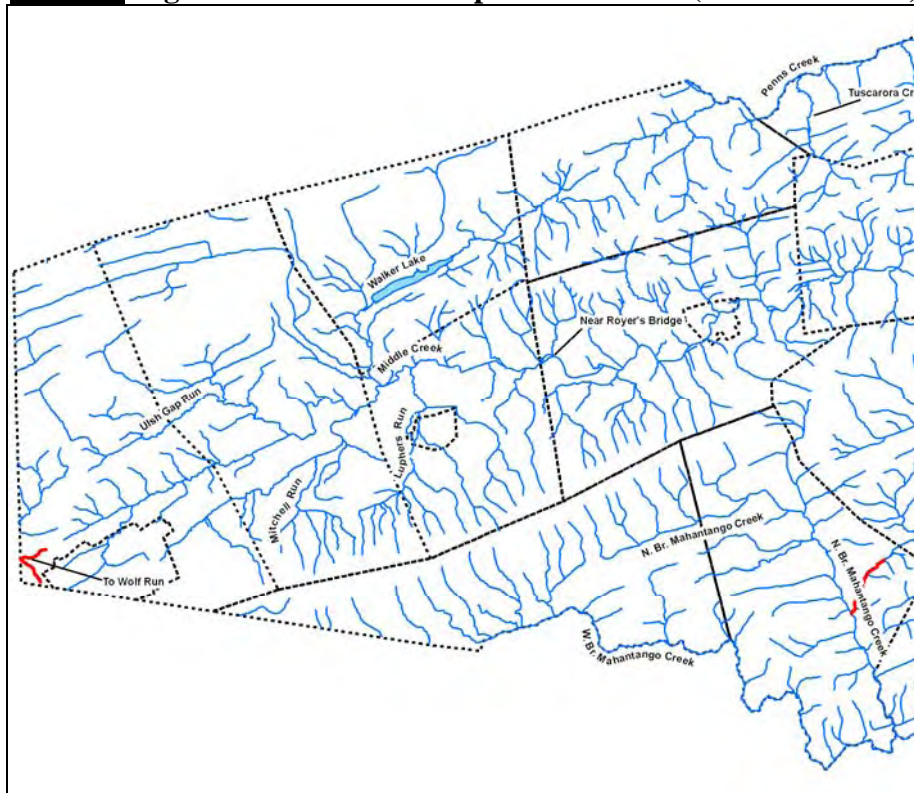 Penns Creek
Tuscarora Cr
Walker Lake
Near Royer's Bridge
Middle Creek
Ulsh Gap Run
Luphers Run
Mitchell Run
N. Br. Mahantango Creek
N. Br. Mahantango Creek
To Wolf Run
W. Br. Mahantango Creek